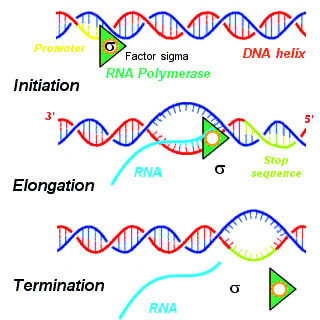 Promoter
σ
Factor sigma
RNA Polymerase
DNA helix
Initiation
3'
5'
RNA
σ
Stop
sequence
Elongation
Termination
σ
RNA